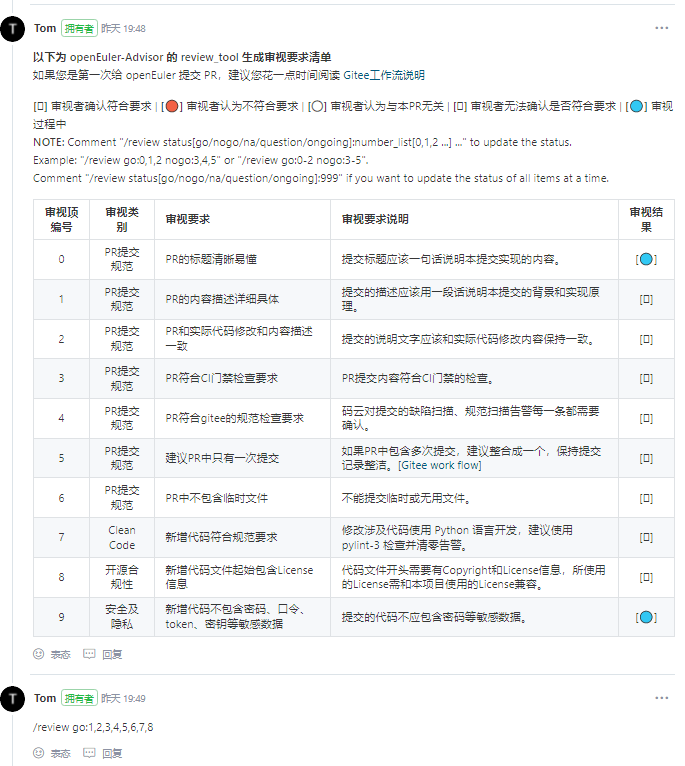 T
Tom 拥有者 昨天 19:48
以下为 openEuler-Advisor 的 review_tool 生成审视要求清单
如果您是第一次给 openEuler 提交 PR，建议您花一点时间阅读 Gitee工作流说明
[▯] 审视者确认符合要求 | [🔴] 审视者认为不符合要求 | [⚪] 审视者认为与本PR无关 | [▯] 审视者无法确认是否符合要求 | [🔵] 审视
过程中
NOTE: Comment "/review status[go/nogo/na/question/ongoing]:number_list[0,1,2 ...] ..." to update the status.
Example: "/review go:0,1,2 nogo:3,4,5" or "/review go:0-2 nogo:3-5".
Comment "/review status[go/nogo/na/question/ongoing]:999" if you want to update the status of all items at a time.
审视项 审视类 审视要求 审视要求说明 审视结
编号 别 果
0 PR提交 PR的标题清晰易懂 提交标题应该一句话说明本提交实现的内容。 [🔵]
规范
1 PR提交 PR的内容描述详细具体 提交的描述应该用一段话说明本提交的背景和实现原 [▯]
规范 理。
2 PR提交 PR和实际代码修改和内容描述 提交的说明文字应该和实际代码修改内容保持一致。 [▯]
规范 一致
3 PR提交 PR符合CI门禁检查要求 PR提交内容符合CI门禁的检查。 [▯]
规范
4 PR提交 PR符合gitee的规范检查要求 码云对提交的缺陷扫描、规范扫描告警每一条都需要 [▯]
规范 确认。
5 PR提交 建议PR中只有一次提交 如果PR中包含多次提交，建议整合成一个，保持提交 [▯]
规范 记录整洁。[Gitee work flow]
6 PR提交 PR中不包含临时文件 不能提交临时或无用文件。 [▯]
规范
7 Clean 新增代码符合规范要求 修改涉及代码使用 Python 语言开发，建议使用 [▯]
Code pylint-3 检查并清零告警。
8 开源合 新增代码文件起始包含License 代码文件开头需要有Copyright和License信息，所使用 [▯]
规性 信息 的License需和本项目使用的License兼容。
9 安全及 新增代码不包含密码、口令、 提交的代码不应包含密码等敏感数据。 [🔵]
隐私 token、密钥等敏感数据
表态 回复
T
Tom 拥有者 昨天 19:49
/review go:1,2,3,4,5,6,7,8
表态 回复